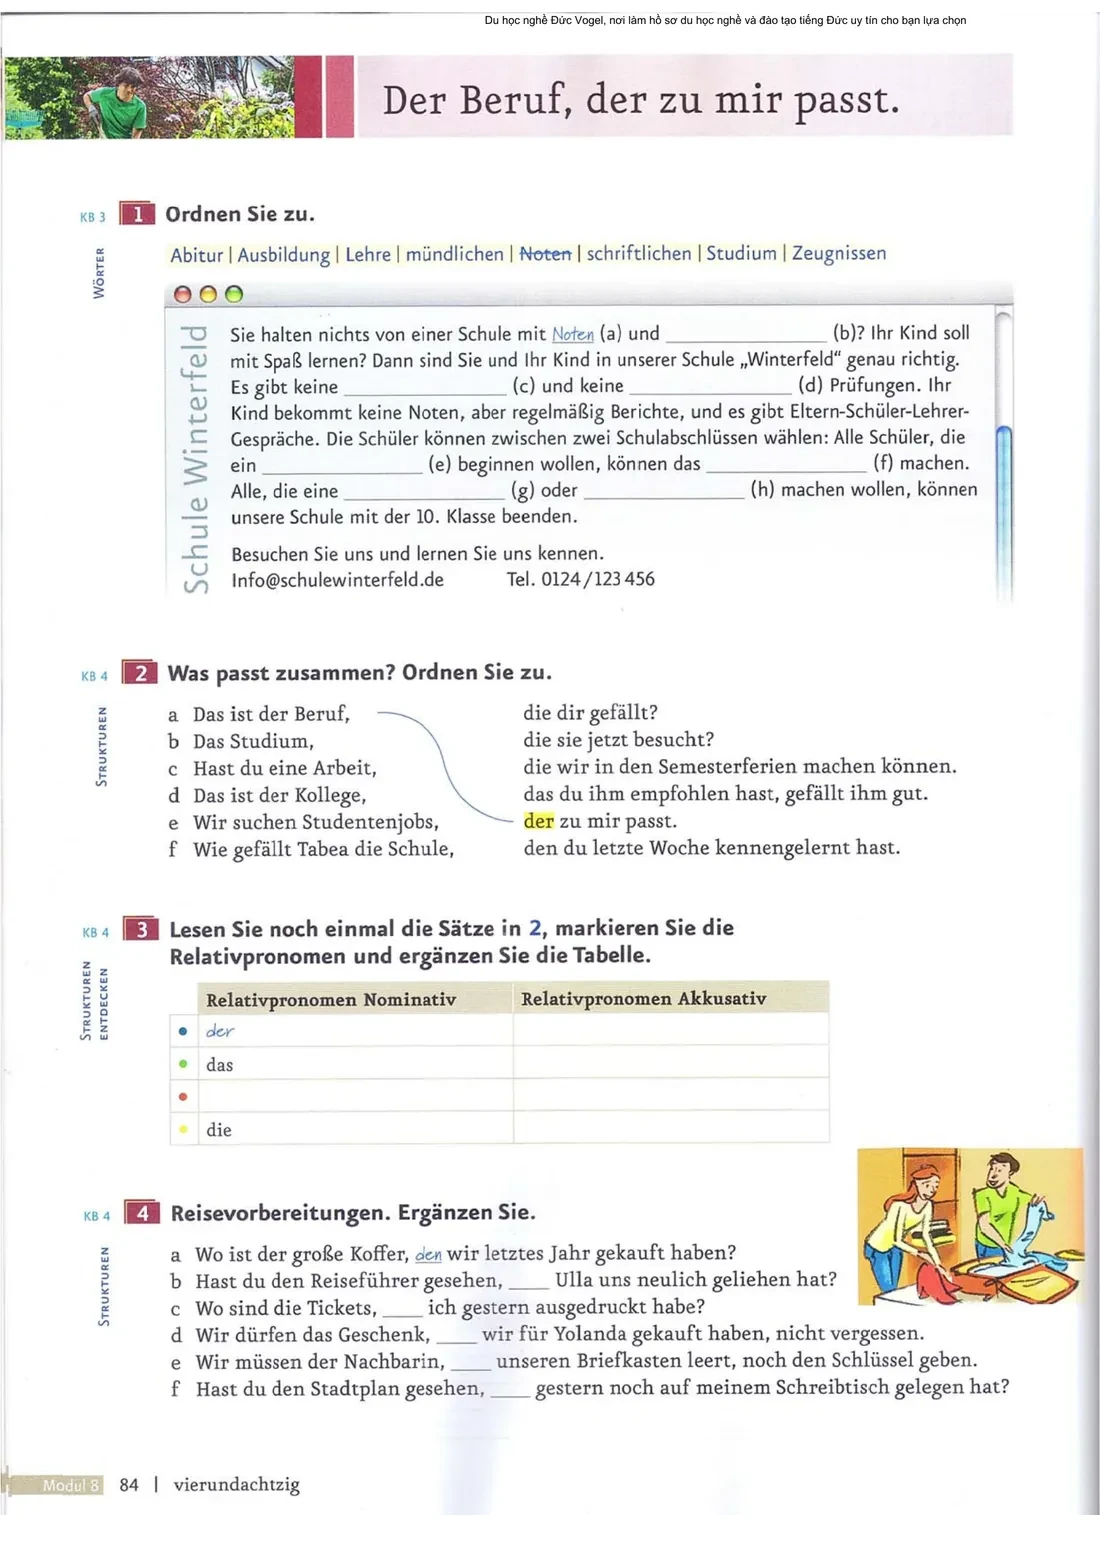 Du học nghề Đức Vogel, nơi làm hồ sơ du học nghề và đào tạo tiếng Đức uy tín cho bạn lựa chọn
Der Beruf, der zu mir passt.
KB 3 1 Ordnen Sie zu.
WÖRTER
Abitur | Ausbildung | Lehre | mündlichen | Noten | schriftlichen | Studium | Zeugnissen
Schule Winterfeld
Sie halten nichts von einer Schule mit Noten (a) und ________________ (b)? Ihr Kind soll
mit Spaß lernen? Dann sind Sie und Ihr Kind in unserer Schule „Winterfeld“ genau richtig.
Es gibt keine ________________ (c) und keine ________________ (d) Prüfungen. Ihr
Kind bekommt keine Noten, aber regelmäßig Berichte, und es gibt Eltern-Schüler-Lehrer-
Gespräche. Die Schüler können zwischen zwei Schulabschlüssen wählen: Alle Schüler, die
ein ________________ (e) beginnen wollen, können das ________________ (f) machen.
Alle, die eine ________________ (g) oder ________________ (h) machen wollen, können
unsere Schule mit der 10. Klasse beenden.
Besuchen Sie uns und lernen Sie uns kennen.
Info@schulewinterfeld.de Tel. 0124/123 456
KB 4 2 Was passt zusammen? Ordnen Sie zu.
STRUKTUREN
a Das ist der Beruf, die dir gefällt?
b Das Studium, die sie jetzt besucht?
c Hast du eine Arbeit, die wir in den Semesterferien machen können.
d Das ist der Kollege, das du ihm empfohlen hast, gefällt ihm gut.
e Wir suchen Studentenjobs, der zu mir passt.
f Wie gefällt Tabea die Schule, den du letzte Woche kennengelernt hast.
KB 4 3 Lesen Sie noch einmal die Sätze in 2, markieren Sie die
Relativpronomen und ergänzen Sie die Tabelle.
STRUKTUREN
ENTDECKEN
Relativpronomen Nominativ Relativpronomen Akkusativ
• der
• das
•
• die
KB 4 4 Reisevorbereitungen. Ergänzen Sie.
STRUKTUREN
a Wo ist der große Koffer, den wir letztes Jahr gekauft haben?
b Hast du den Reiseführer gesehen, ____ Ulla uns neulich geliehen hat?
c Wo sind die Tickets, ____ ich gestern ausgedruckt habe?
d Wir dürfen das Geschenk, ____ wir für Yolanda gekauft haben, nicht vergessen.
e Wir müssen der Nachbarin, ____ unseren Briefkasten leert, noch den Schlüssel geben.
f Hast du den Stadtplan gesehen, ____ gestern noch auf meinem Schreibtisch gelegen hat?
Modul 8 84 | vierundachtzig